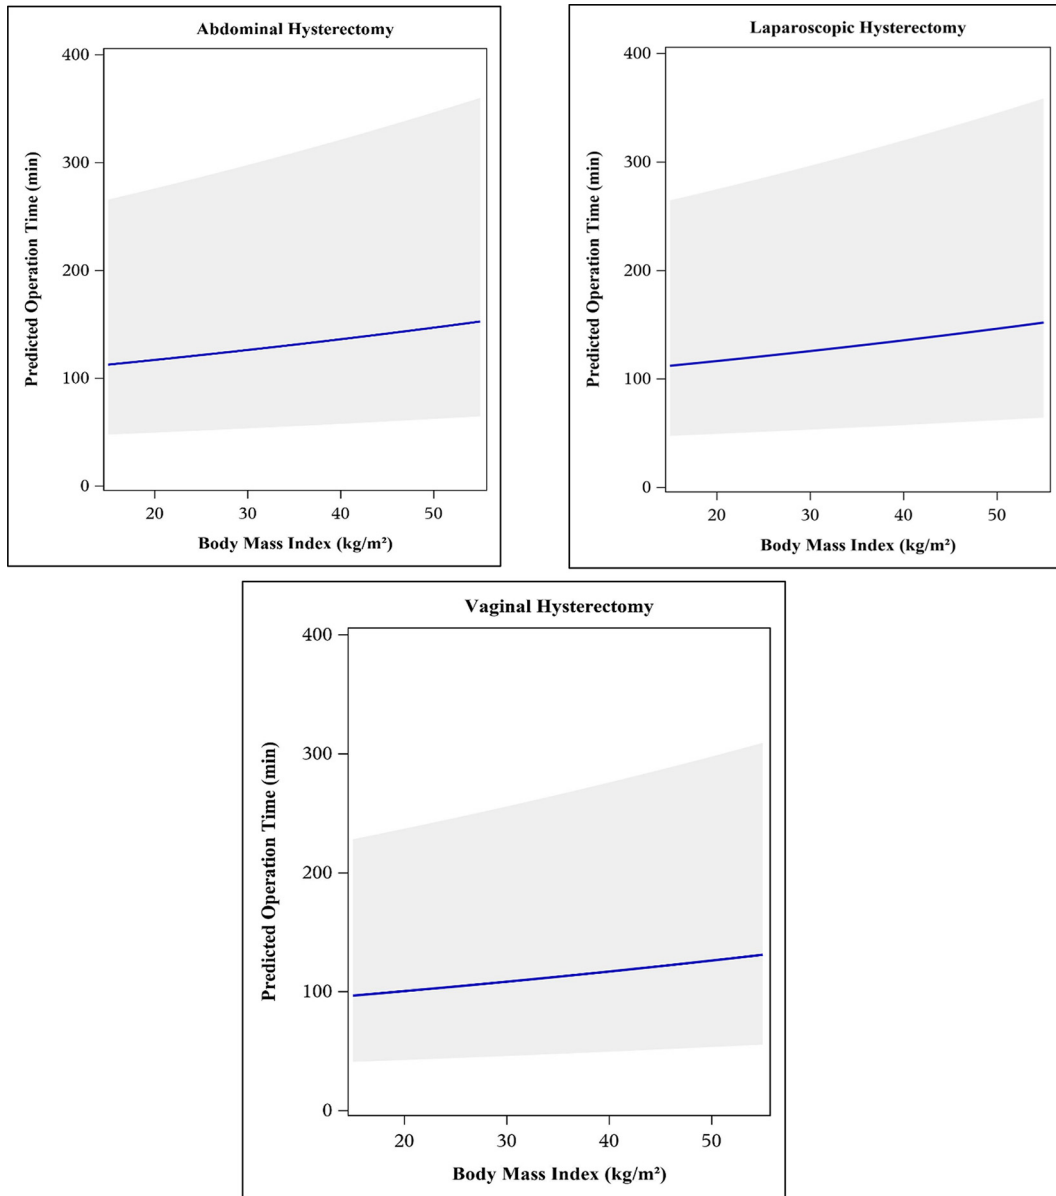 Abdominal Hysterectomy
400
300
200
100
0
Predicted Operation Time (min)
20 30 40 50
Body Mass Index (kg/m²)
Laparoscopic Hysterectomy
400
300
200
100
0
Predicted Operation Time (min)
20 30 40 50
Body Mass Index (kg/m²)
Vaginal Hysterectomy
400
300
200
100
0
Predicted Operation Time (min)
20 30 40 50
Body Mass Index (kg/m²)